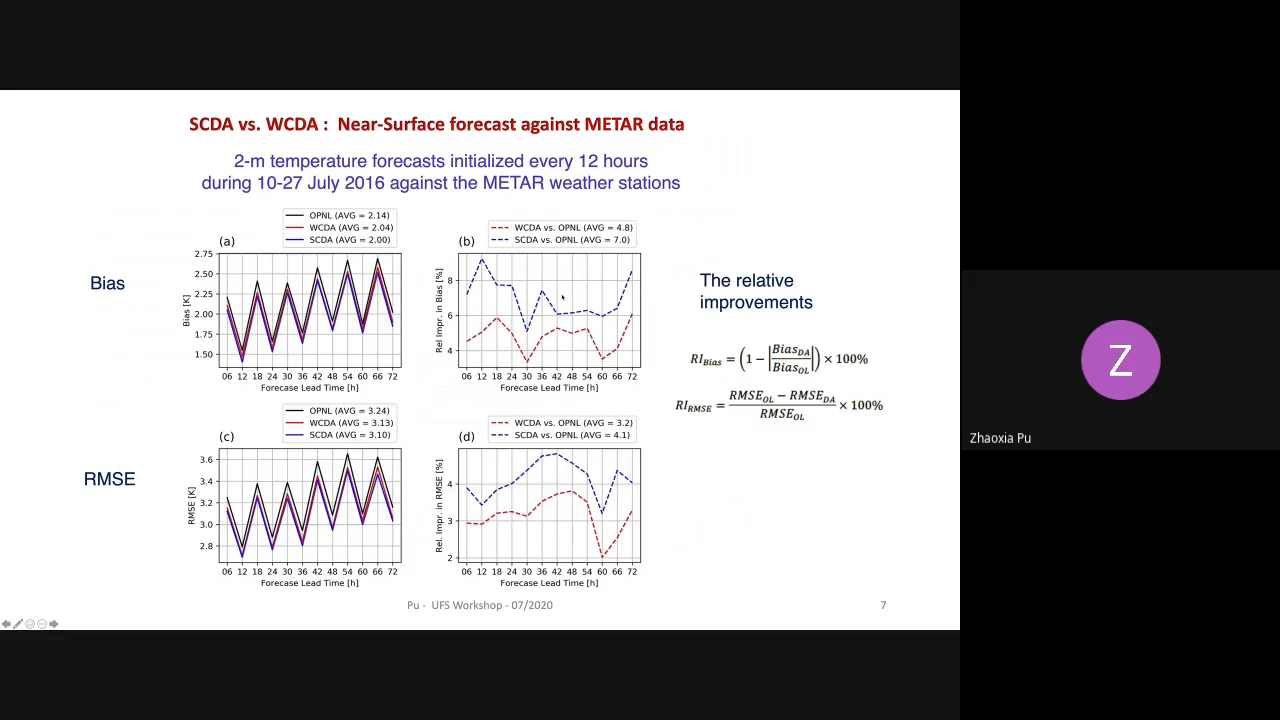 SCDA vs. WCDA : Near-Surface forecast against METAR data
2-m temperature forecasts initialized every 12 hours
during 10-27 July 2016 against the METAR weather stations
Bias
(a)
OPNL (AVG = 2.14)
WCDA (AVG = 2.04)
SCDA (AVG = 2.00)
Bias [K]
2.75
2.50
2.25
2.00
1.75
1.50
06 12 18 24 30 36 42 48 54 60 66 72
Forecase Lead Time [h]
(b)
WCDA vs. OPNL (AVG = 4.8)
SCDA vs. OPNL (AVG = 7.0)
Rel Impr. in Bias [%]
8
6
4
06 12 18 24 30 36 42 48 54 60 66 72
Forecase Lead Time [h]
The relative
improvements
RI_Bias = (1 − |Bias_DA / Bias_OL|) × 100%
RI_RMSE = (RMSE_OL − RMSE_DA) / RMSE_OL × 100%
RMSE
(c)
OPNL (AVG = 3.24)
WCDA (AVG = 3.13)
SCDA (AVG = 3.10)
RMSE [K]
3.6
3.4
3.2
3.0
2.8
06 12 18 24 30 36 42 48 54 60 66 72
Forecase Lead Time [h]
(d)
WCDA vs. OPNL (AVG = 3.2)
SCDA vs. OPNL (AVG = 4.1)
Rel. Impr. in RMSE [%]
4
3
2
06 12 18 24 30 36 42 48 54 60 66 72
Forecase Lead Time [h]
Pu - UFS Workshop - 07/2020
7
Z
Zhaoxia Pu